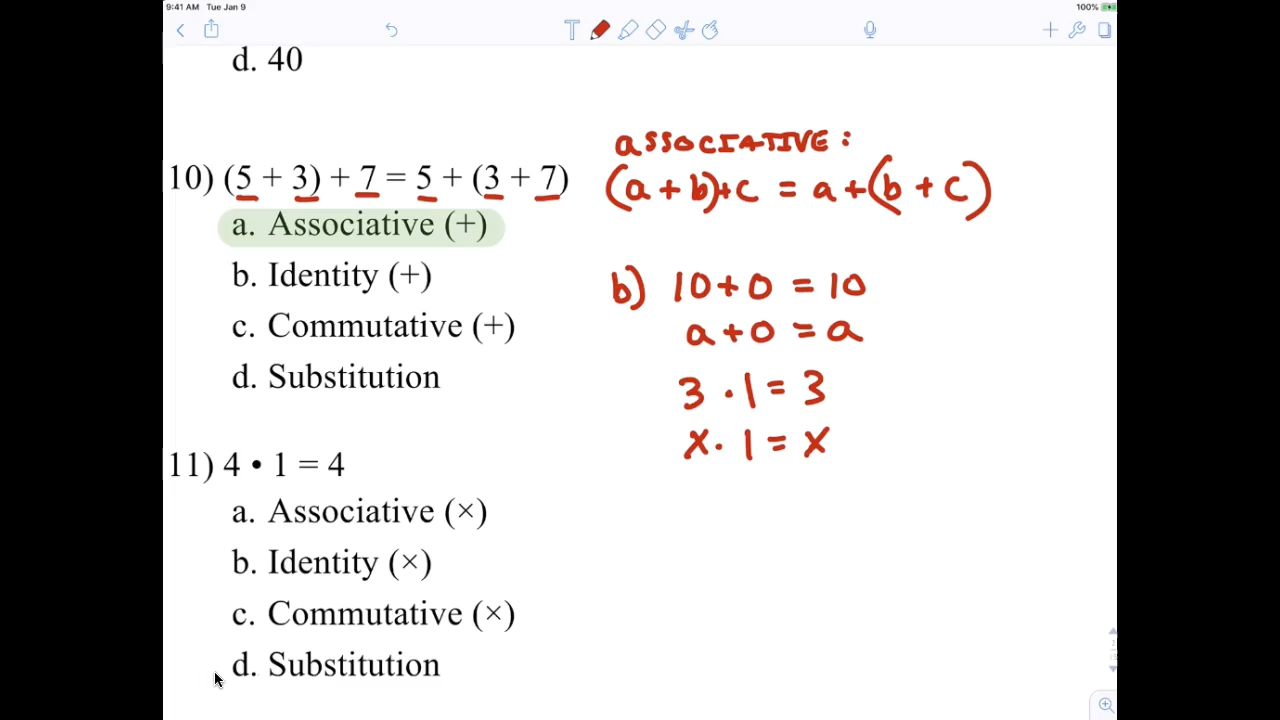 9:41 AM Tue Jan 9
100%
T
d. 40
10) (5 + 3) + 7 = 5 + (3 + 7)
a. Associative (+)
b. Identity (+)
c. Commutative (+)
d. Substitution
11) 4 • 1 = 4
a. Associative (×)
b. Identity (×)
c. Commutative (×)
d. Substitution
aSSOCIATIVE:
(a + b)+c = a+(b + c)
b) 10+0 = 10
a+0 = a
3 · 1 = 3
x · 1 = x